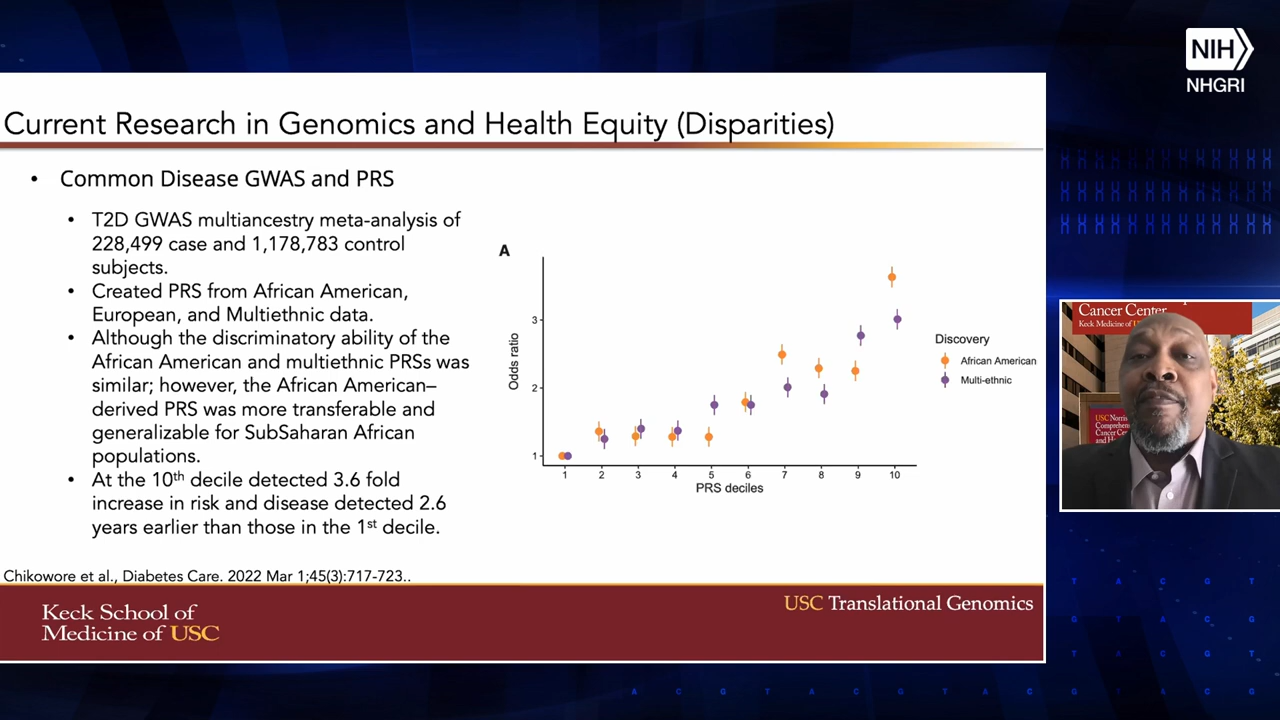 NIH
NHGRI
Current Research in Genomics and Health Equity (Disparities)
• Common Disease GWAS and PRS
• T2D GWAS multiancestry meta-analysis of
228,499 case and 1,178,783 control
subjects.
• Created PRS from African American,
European, and Multiethnic data.
• Although the discriminatory ability of the
African American and multiethnic PRSs was
similar; however, the African American–
derived PRS was more transferable and
generalizable for SubSaharan African
populations.
• At the 10th decile detected 3.6 fold
increase in risk and disease detected 2.6
years earlier than those in the 1st decile.
A
Odds ratio
3
2
1
1 2 3 4 5 6 7 8 9 10
PRS deciles
Discovery
African American
Multi-ethnic
Chikowore et al., Diabetes Care. 2022 Mar 1;45(3):717-723..
Keck School of
Medicine of USC
USC Translational Genomics
Cancer Center
Keck Medicine of USC
USC Norris
Comprehens
Cancer Cen
and H
T A C G T
G T A C G
T A C G T
A C G T A C G T A C G T